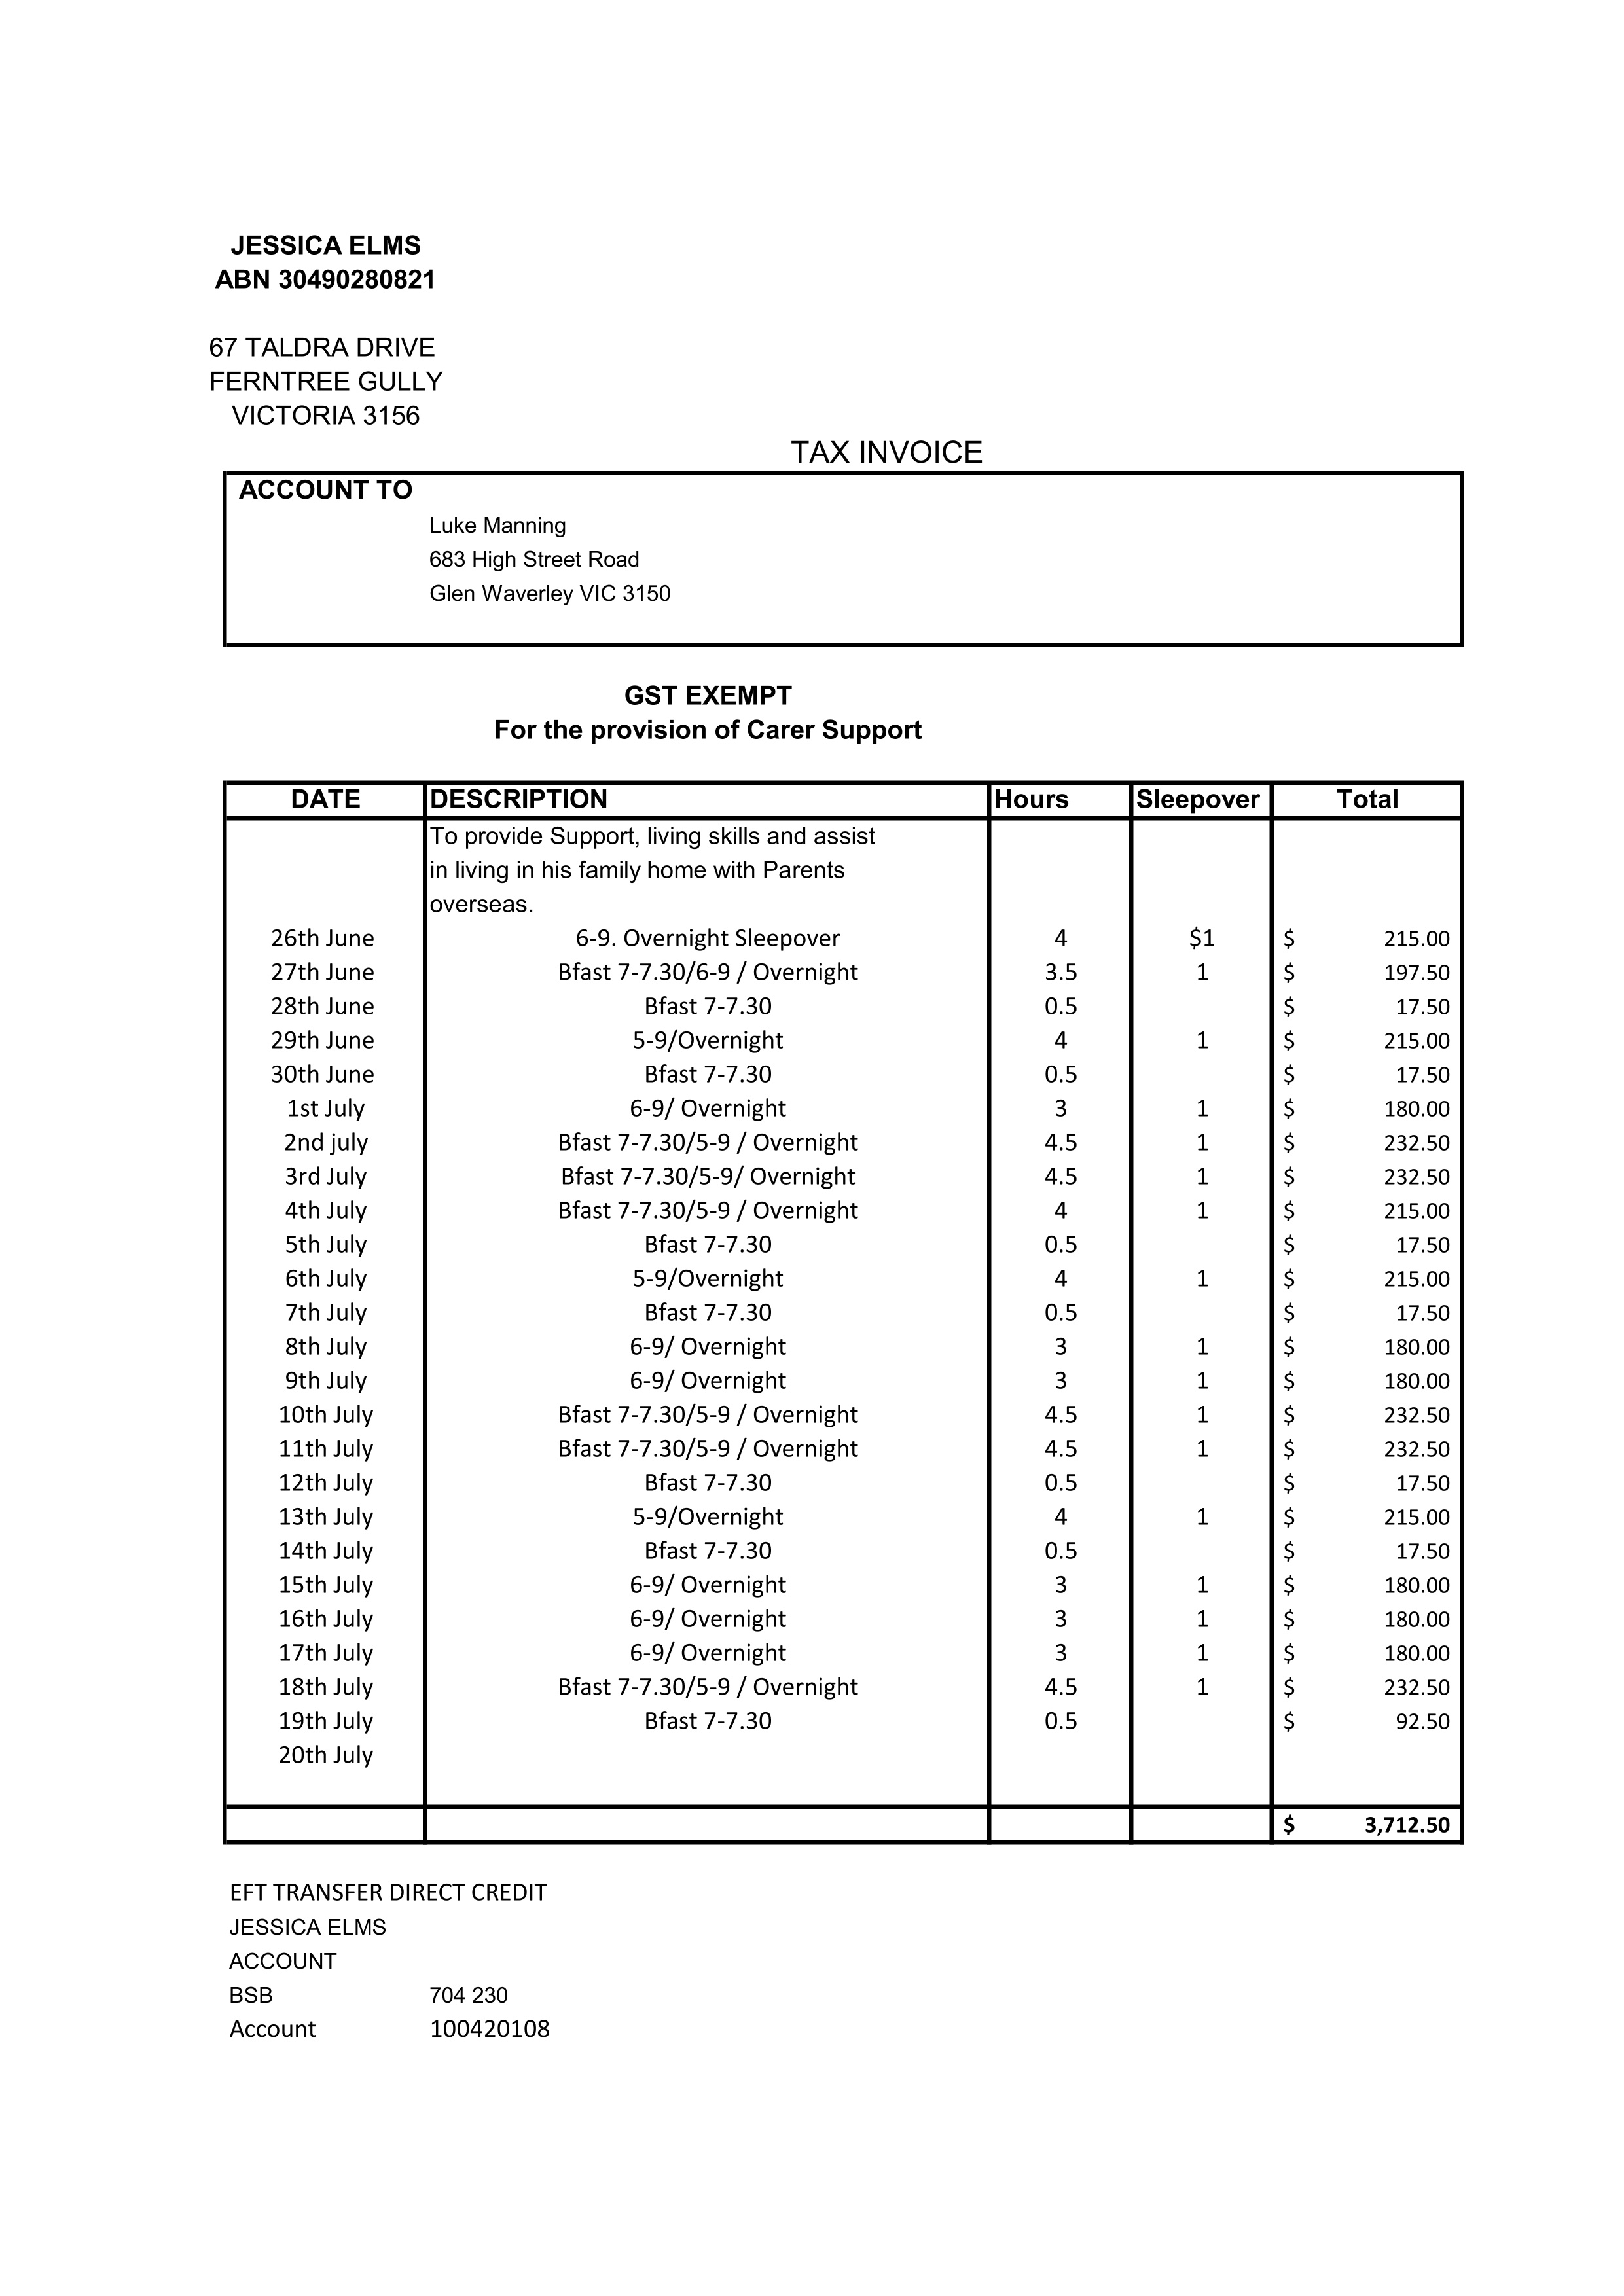 JESSICA ELMS
ABN 30490280821
67 TALDRA DRIVE
FERNTREE GULLY
VICTORIA 3156
TAX INVOICE
ACCOUNT TO
Luke Manning
683 High Street Road
Glen Waverley VIC 3150
GST EXEMPT
For the provision of Carer Support
DATE DESCRIPTION Hours Sleepover Total
To provide Support, living skills and assist
in living in his family home with Parents
overseas.
26th June 6-9. Overnight Sleepover 4 $1 $ 215.00
27th June Bfast 7-7.30/6-9 / Overnight 3.5 1 $ 197.50
28th June Bfast 7-7.30 0.5 $ 17.50
29th June 5-9/Overnight 4 1 $ 215.00
30th June Bfast 7-7.30 0.5 $ 17.50
1st July 6-9/ Overnight 3 1 $ 180.00
2nd july Bfast 7-7.30/5-9 / Overnight 4.5 1 $ 232.50
3rd July Bfast 7-7.30/5-9/ Overnight 4.5 1 $ 232.50
4th July Bfast 7-7.30/5-9 / Overnight 4 1 $ 215.00
5th July Bfast 7-7.30 0.5 $ 17.50
6th July 5-9/Overnight 4 1 $ 215.00
7th July Bfast 7-7.30 0.5 $ 17.50
8th July 6-9/ Overnight 3 1 $ 180.00
9th July 6-9/ Overnight 3 1 $ 180.00
10th July Bfast 7-7.30/5-9 / Overnight 4.5 1 $ 232.50
11th July Bfast 7-7.30/5-9 / Overnight 4.5 1 $ 232.50
12th July Bfast 7-7.30 0.5 $ 17.50
13th July 5-9/Overnight 4 1 $ 215.00
14th July Bfast 7-7.30 0.5 $ 17.50
15th July 6-9/ Overnight 3 1 $ 180.00
16th July 6-9/ Overnight 3 1 $ 180.00
17th July 6-9/ Overnight 3 1 $ 180.00
18th July Bfast 7-7.30/5-9 / Overnight 4.5 1 $ 232.50
19th July Bfast 7-7.30 0.5 $ 92.50
20th July
$ 3,712.50
EFT TRANSFER DIRECT CREDIT
JESSICA ELMS
ACCOUNT
BSB 704 230
Account 100420108